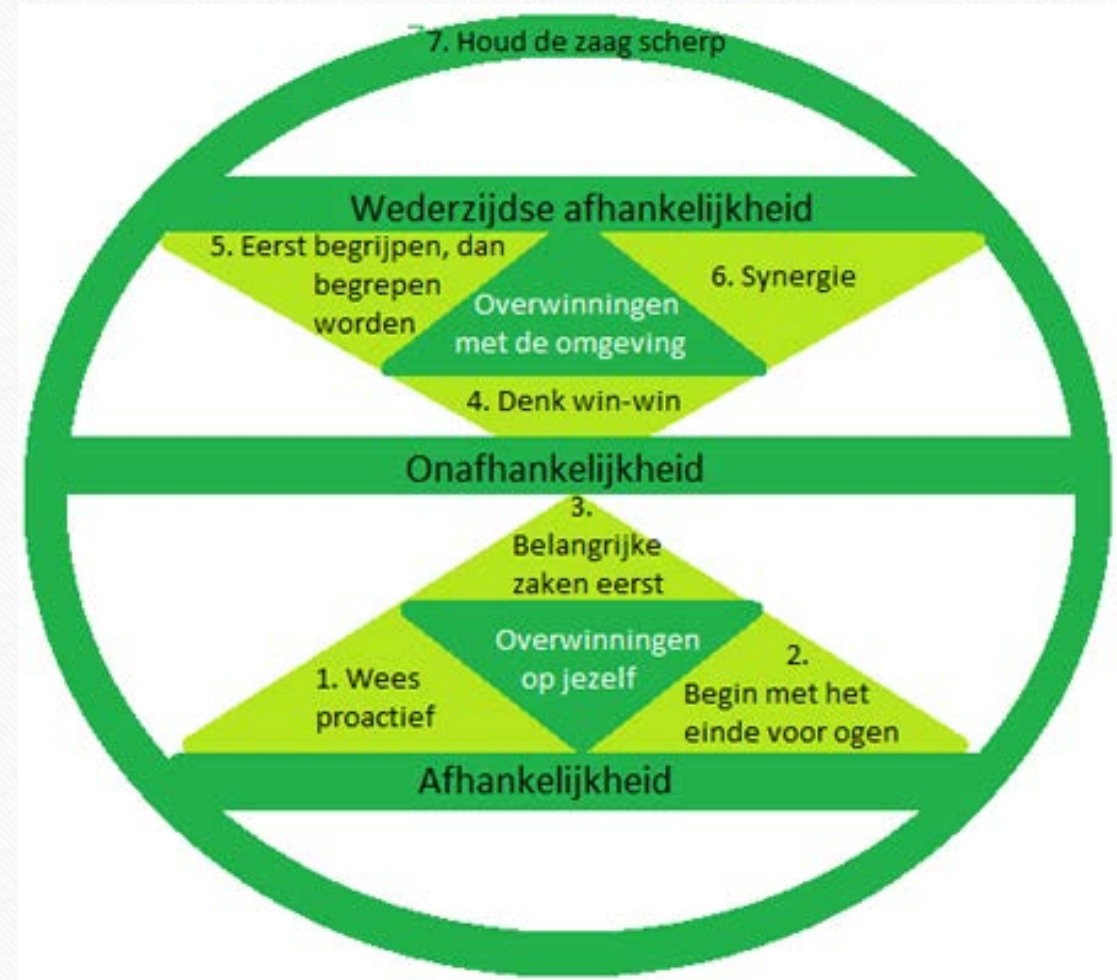 7. Houd de zaag scherp
Wederzijdse afhankelijkheid
5. Eerst begrijpen, dan
begrepen
worden
6. Synergie
Overwinningen
met de omgeving
4. Denk win-win
Onafhankelijkheid
3.
Belangrijke
zaken eerst
Overwinningen
op jezelf
1. Wees
proactief
2.
Begin met het
einde voor ogen
Afhankelijkheid